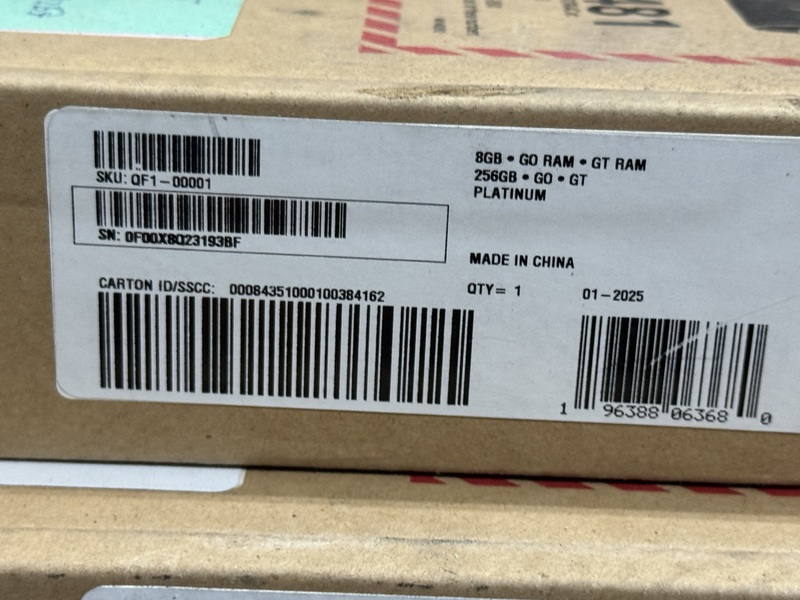 SKU: QF1-00001
SN: 0F00X8Q23193BF
CARTON ID/SSCC: 00084351000100384162
8GB • GO RAM • GT RAM
256GB • GO • GT
PLATINUM
MADE IN CHINA
QTY= 1 01-2025
1 96388 06368 0